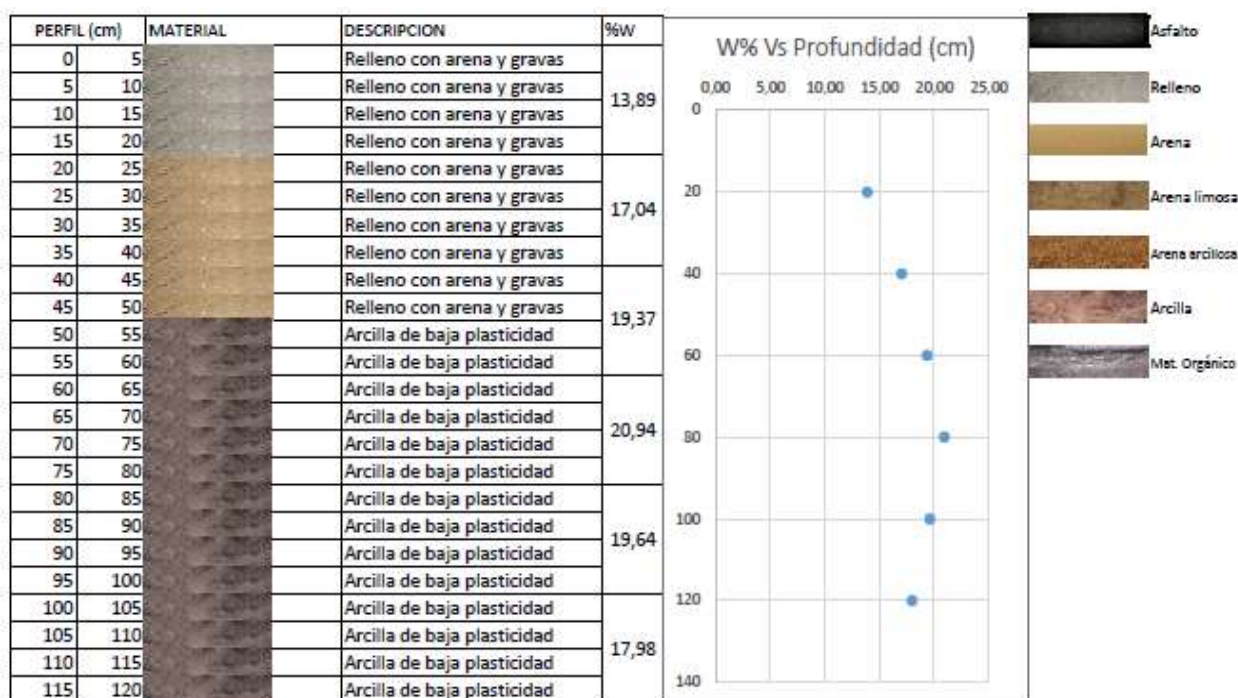 PERFIL (cm) MATERIAL DESCRIPCION %W
0 5 Relleno con arena y gravas
5 10 Relleno con arena y gravas
13,89
10 15 Relleno con arena y gravas
15 20 Relleno con arena y gravas
20 25 Relleno con arena y gravas
25 30 Relleno con arena y gravas
17,04
30 35 Relleno con arena y gravas
35 40 Relleno con arena y gravas
40 45 Relleno con arena y gravas
45 50 Relleno con arena y gravas
19,37
50 55 Arcilla de baja plasticidad
55 60 Arcilla de baja plasticidad
60 65 Arcilla de baja plasticidad
65 70 Arcilla de baja plasticidad
20,94
70 75 Arcilla de baja plasticidad
75 80 Arcilla de baja plasticidad
80 85 Arcilla de baja plasticidad
85 90 Arcilla de baja plasticidad
19,64
90 95 Arcilla de baja plasticidad
95 100 Arcilla de baja plasticidad
100 105 Arcilla de baja plasticidad
105 110 Arcilla de baja plasticidad
17,98
110 115 Arcilla de baja plasticidad
115 120 Arcilla de baja plasticidad
W% Vs Profundidad (cm)
0,00 5,00 10,00 15,00 20,00 25,00
0
20
40
60
80
100
120
140
Asfalto
Relleno
Arena
Arena limosa
Arena arcillosa
Arcilla
Mat. Orgánico